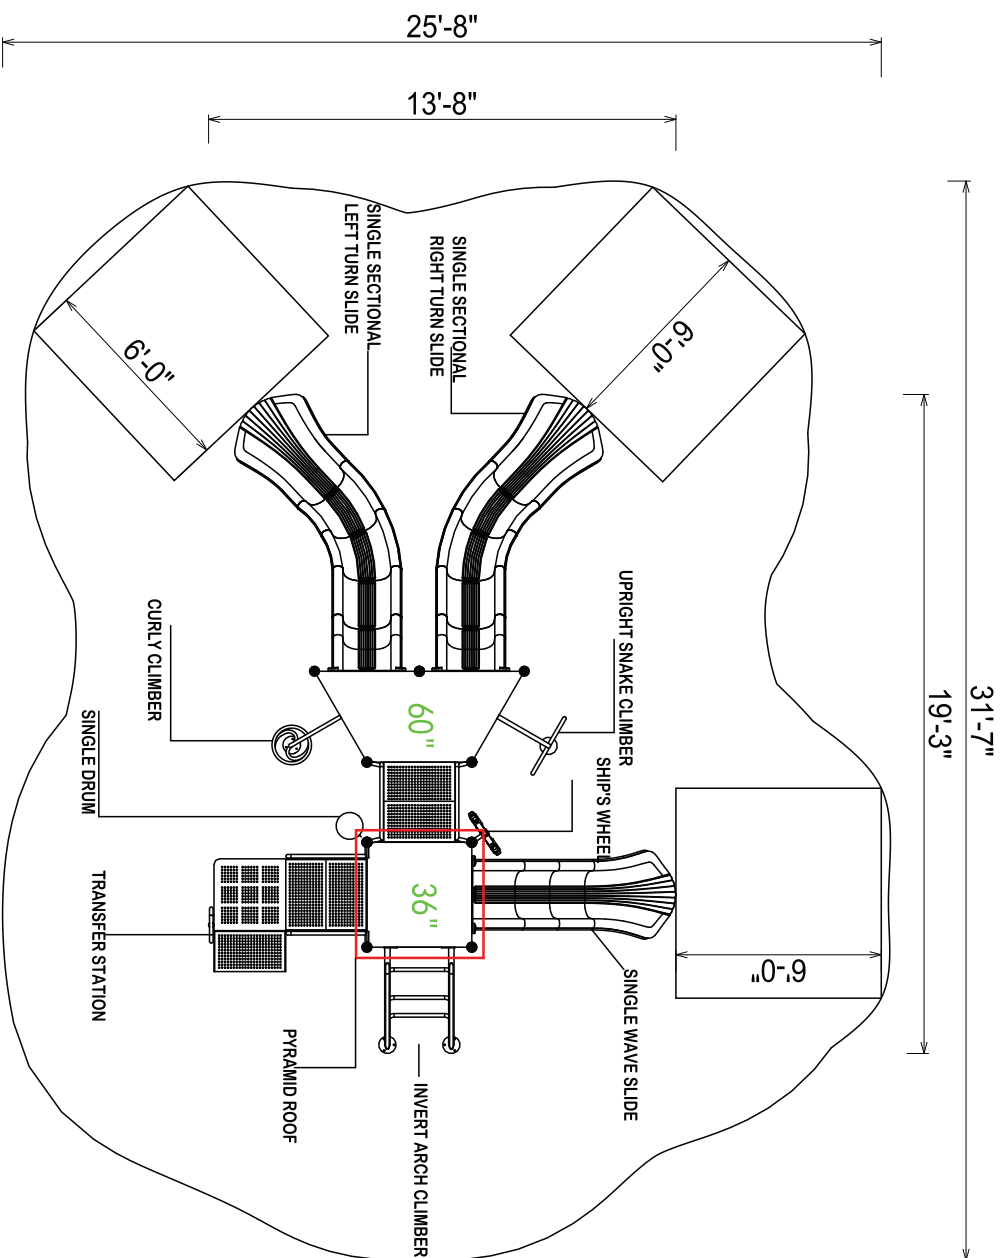 25'-8"
13'-8"
31'-7"
19'-3"
SINGLE SECTIONAL
LEFT TURN SLIDE
SINGLE SECTIONAL
RIGHT TURN SLIDE
6'-0"
6'-0"
UPRIGHT SNAKE CLIMBER
CURLY CLIMBER
60"
SHIP'S WHEEL
SINGLE DRUM
36"
TRANSFER STATION
6'-0"
SINGLE WAVE SLIDE
PYRAMID ROOF
INVERT ARCH CLIMBER